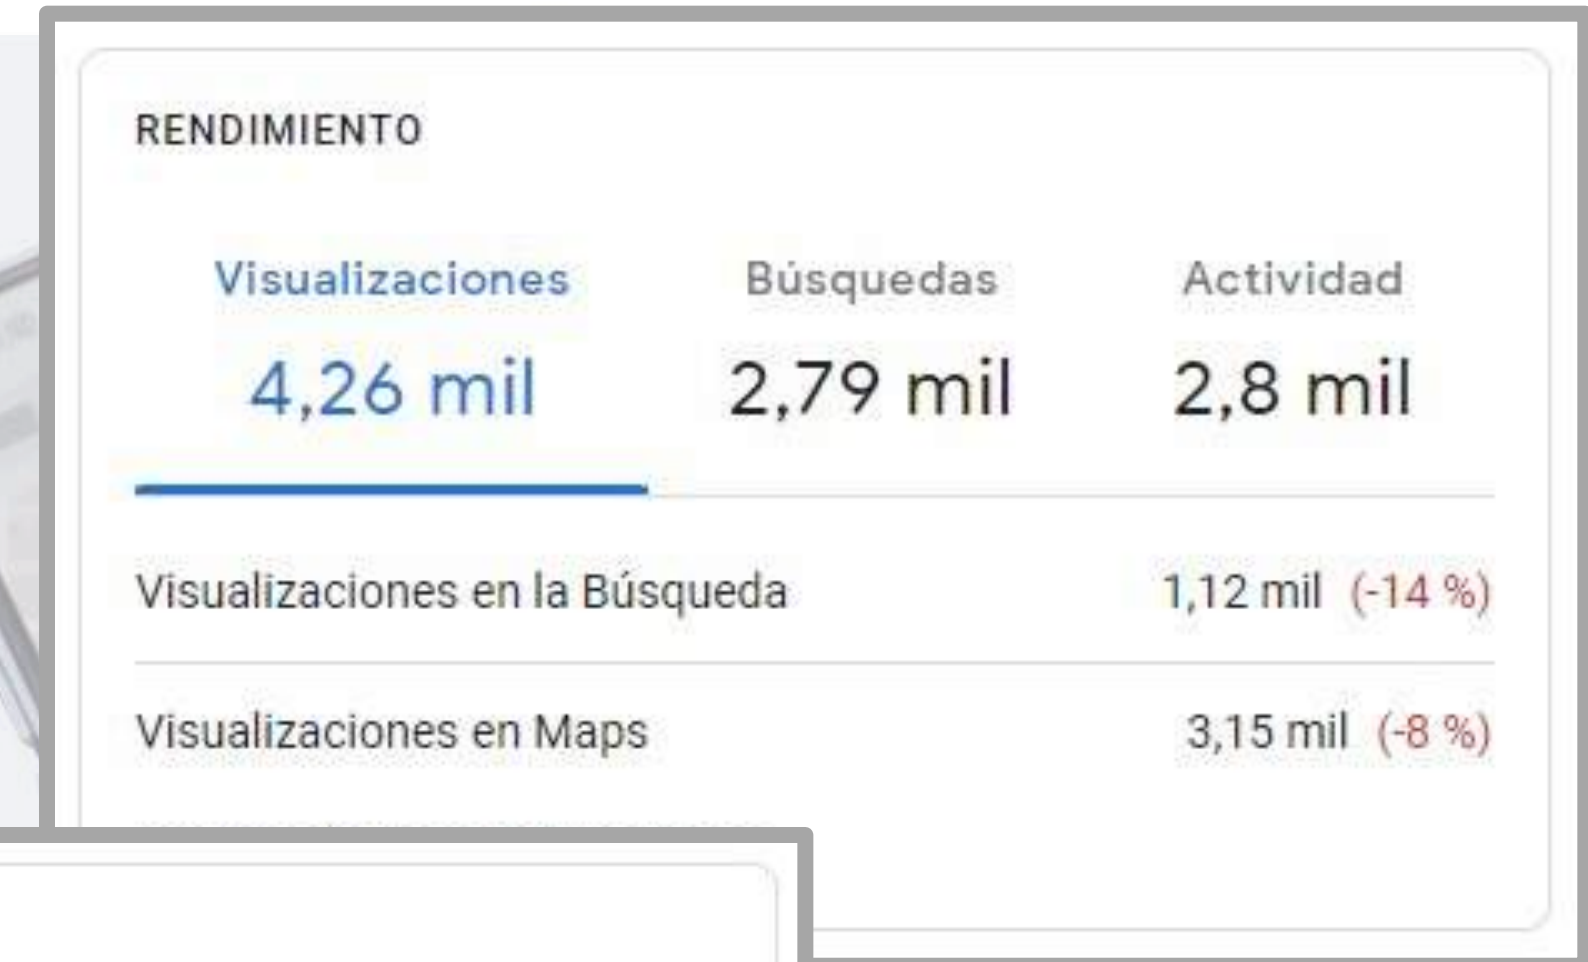 RENDIMIENTO
Visualizaciones Búsquedas Actividad
4,26 mil 2,79 mil 2,8 mil
Visualizaciones en la Búsqueda 1,12 mil (-14 %)
Visualizaciones en Maps 3,15 mil (-8 %)